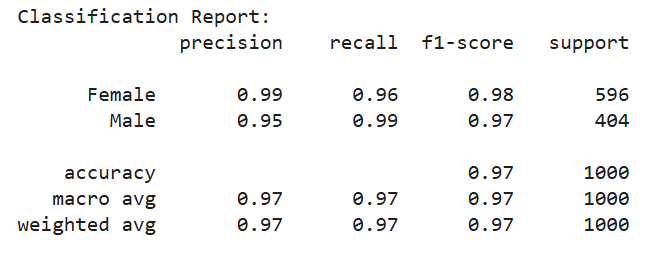 Classification Report:
precision recall f1-score support
Female 0.99 0.96 0.98 596
Male 0.95 0.99 0.97 404
accuracy 0.97 1000
macro avg 0.97 0.97 0.97 1000
weighted avg 0.97 0.97 0.97 1000